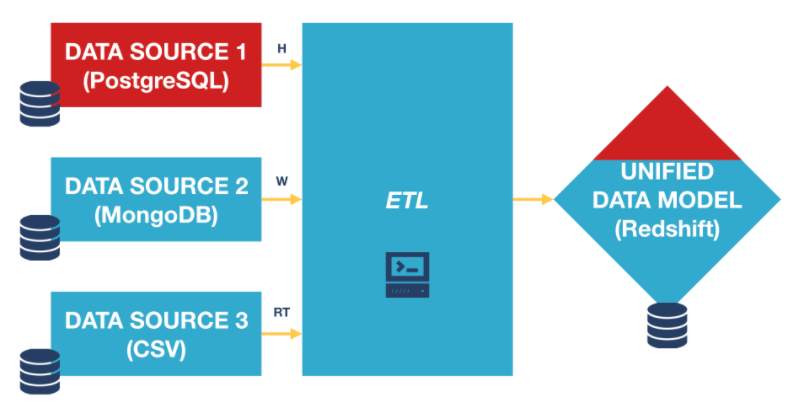 DATA SOURCE 1
(PostgreSQL)
H
DATA SOURCE 2
(MongoDB)
W
DATA SOURCE 3
(CSV)
RT
ETL
UNIFIED
DATA MODEL
(Redshift)